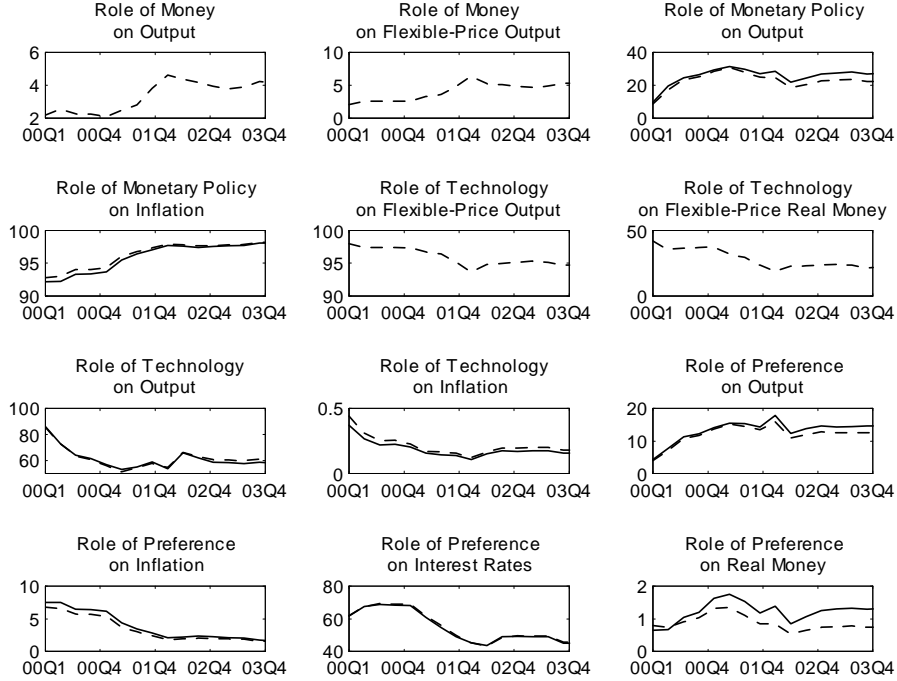 Role of Money
on Output
6
4
2
00Q1 00Q4 01Q4 02Q4 03Q4
Role of Money
on Flexible-Price Output
10
5
0
00Q1 00Q4 01Q4 02Q4 03Q4
Role of Monetary Policy
on Output
40
20
0
00Q1 00Q4 01Q4 02Q4 03Q4
Role of Monetary Policy
on Inflation
100
95
90
00Q1 00Q4 01Q4 02Q4 03Q4
Role of Technology
on Flexible-Price Output
100
95
90
00Q1 00Q4 01Q4 02Q4 03Q4
Role of Technology
on Flexible-Price Real Money
50
0
00Q1 00Q4 01Q4 02Q4 03Q4
Role of Technology
on Output
100
80
60
00Q1 00Q4 01Q4 02Q4 03Q4
Role of Technology
on Inflation
0.5
0
00Q1 00Q4 01Q4 02Q4 03Q4
Role of Preference
on Output
20
10
0
00Q1 00Q4 01Q4 02Q4 03Q4
Role of Preference
on Inflation
10
5
0
00Q1 00Q4 01Q4 02Q4 03Q4
Role of Preference
on Interest Rates
80
60
40
00Q1 00Q4 01Q4 02Q4 03Q4
Role of Preference
on Real Money
2
1
0
00Q1 00Q4 01Q4 02Q4 03Q4